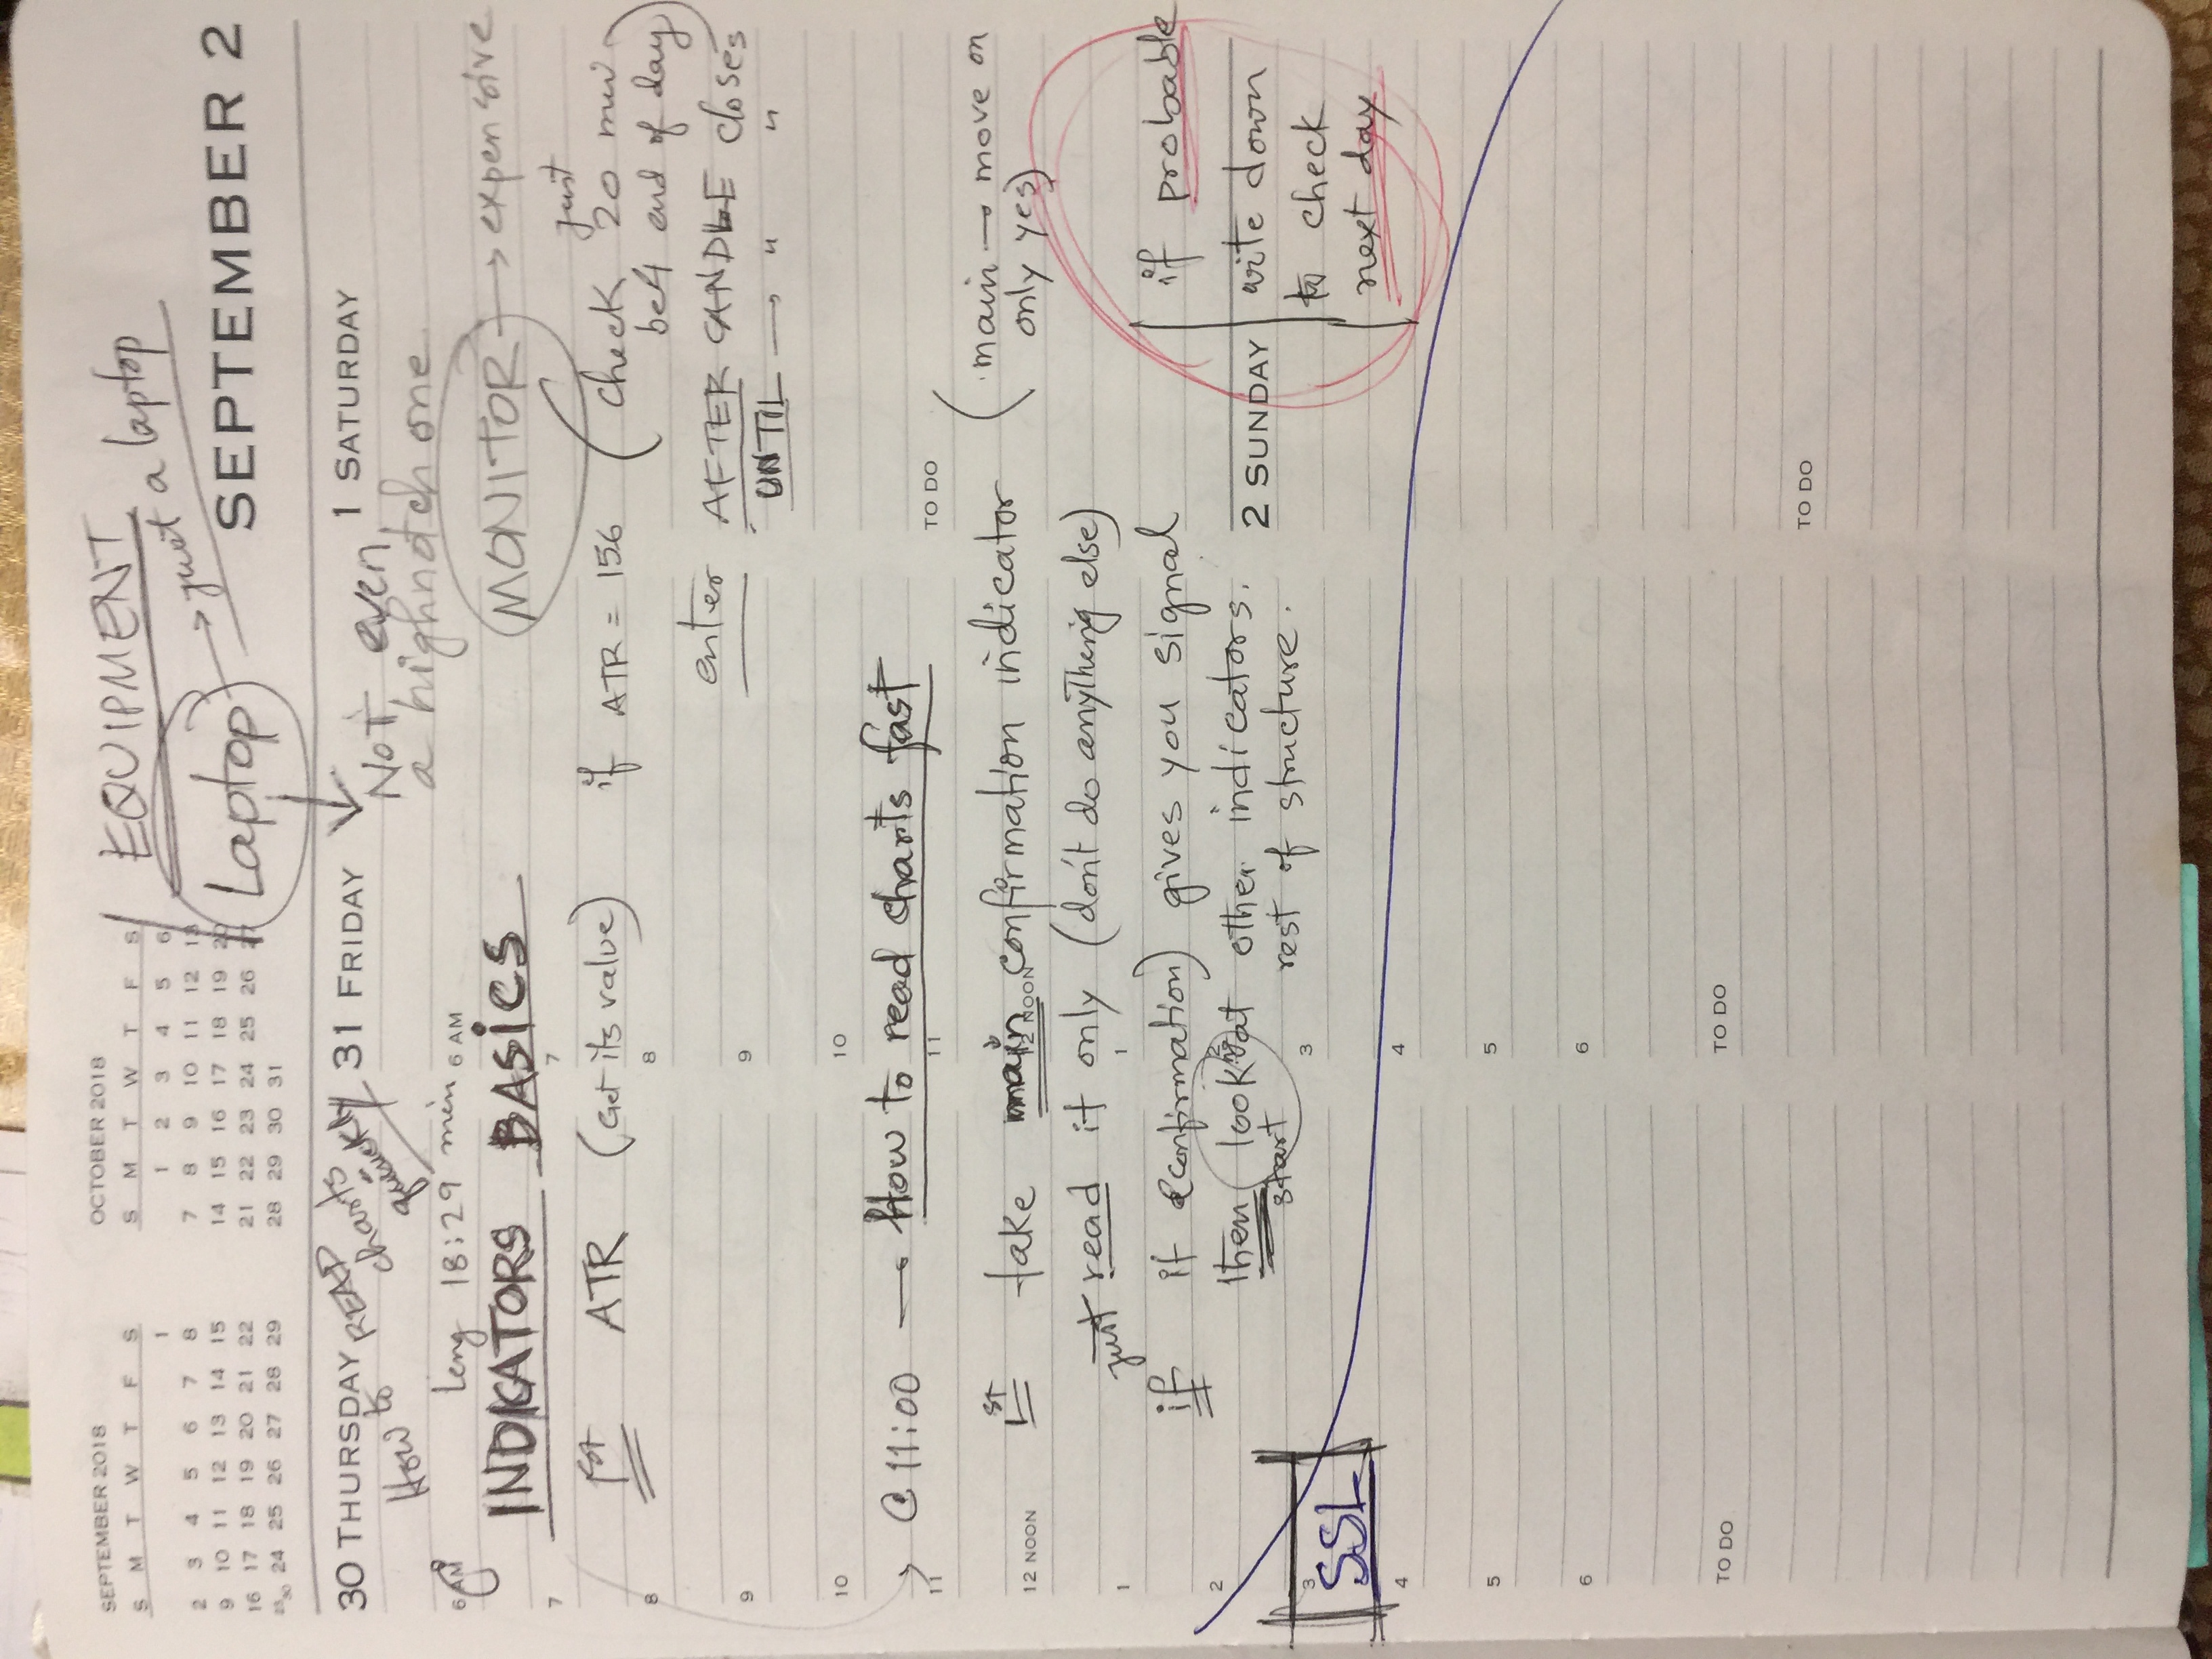 SEPTEMBER 2018
S M T W T F S
1
2 3 4 5 6 7 8
9 10 11 12 13 14 15
16 17 18 19 20 21 22
23 30 24 25 26 27 28 29
OCTOBER 2018
S M T W T F S
1 2 3 4 5 6
7 8 9 10 11 12 13
14 15 16 17 18 19 20
21 22 23 24 25 26 27
28 29 30 31
EQUIPMENT
Laptop → just a laptop
SEPTEMBER 2
30 THURSDAY
31 FRIDAY
1 SATURDAY
How to READ charts quickly
Not even
a highnotch one
Leng 18:29 min
6 AM
6 AM
INDICATORS BASICS
MONITOR → expensive
7
7
1st ATR (Get its value) if ATR = 156 (check just 20 min
bef4 end of day)
8
8
enter AFTER CANDLE closes
UNTIL → " "
9
9
10
10
@ 11:00 → How to read charts fast
11
11
TO DO
1st take main confirmation indicator (main → move on
only yes)
12 NOON
12 NOON
just read it only (don't do anything else)
1
1
if it (confirmation) gives you signal
then look at other indicators.
start rest of structure.
2
2
2 SUNDAY
if probable
write down
to check
next day
3
3
SSL
4
4
5
5
6
6
TO DO
TO DO
TO DO